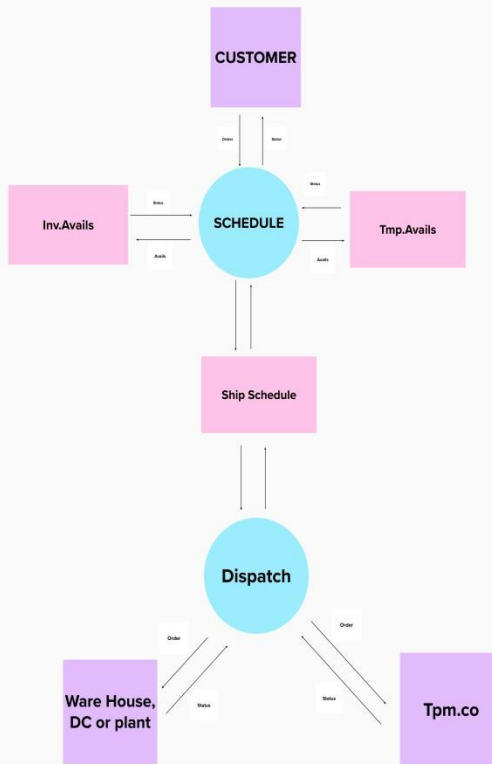 CUSTOMER
Orders
Status
SCHEDULE
Inv.Avails
Status
Avails
Status
Tmp.Avails
Avails
Ship Schedule
Dispatch
Order
Status
Order
Status
Ware House,
DC or plant
Tpm.co